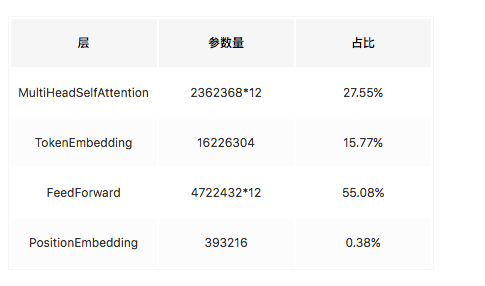 层 参数量 占比
MultiHeadSelfAttention 2362368*12 27.55%
TokenEmbedding 16226304 15.77%
FeedForward 4722432*12 55.08%
PositionEmbedding 393216 0.38%